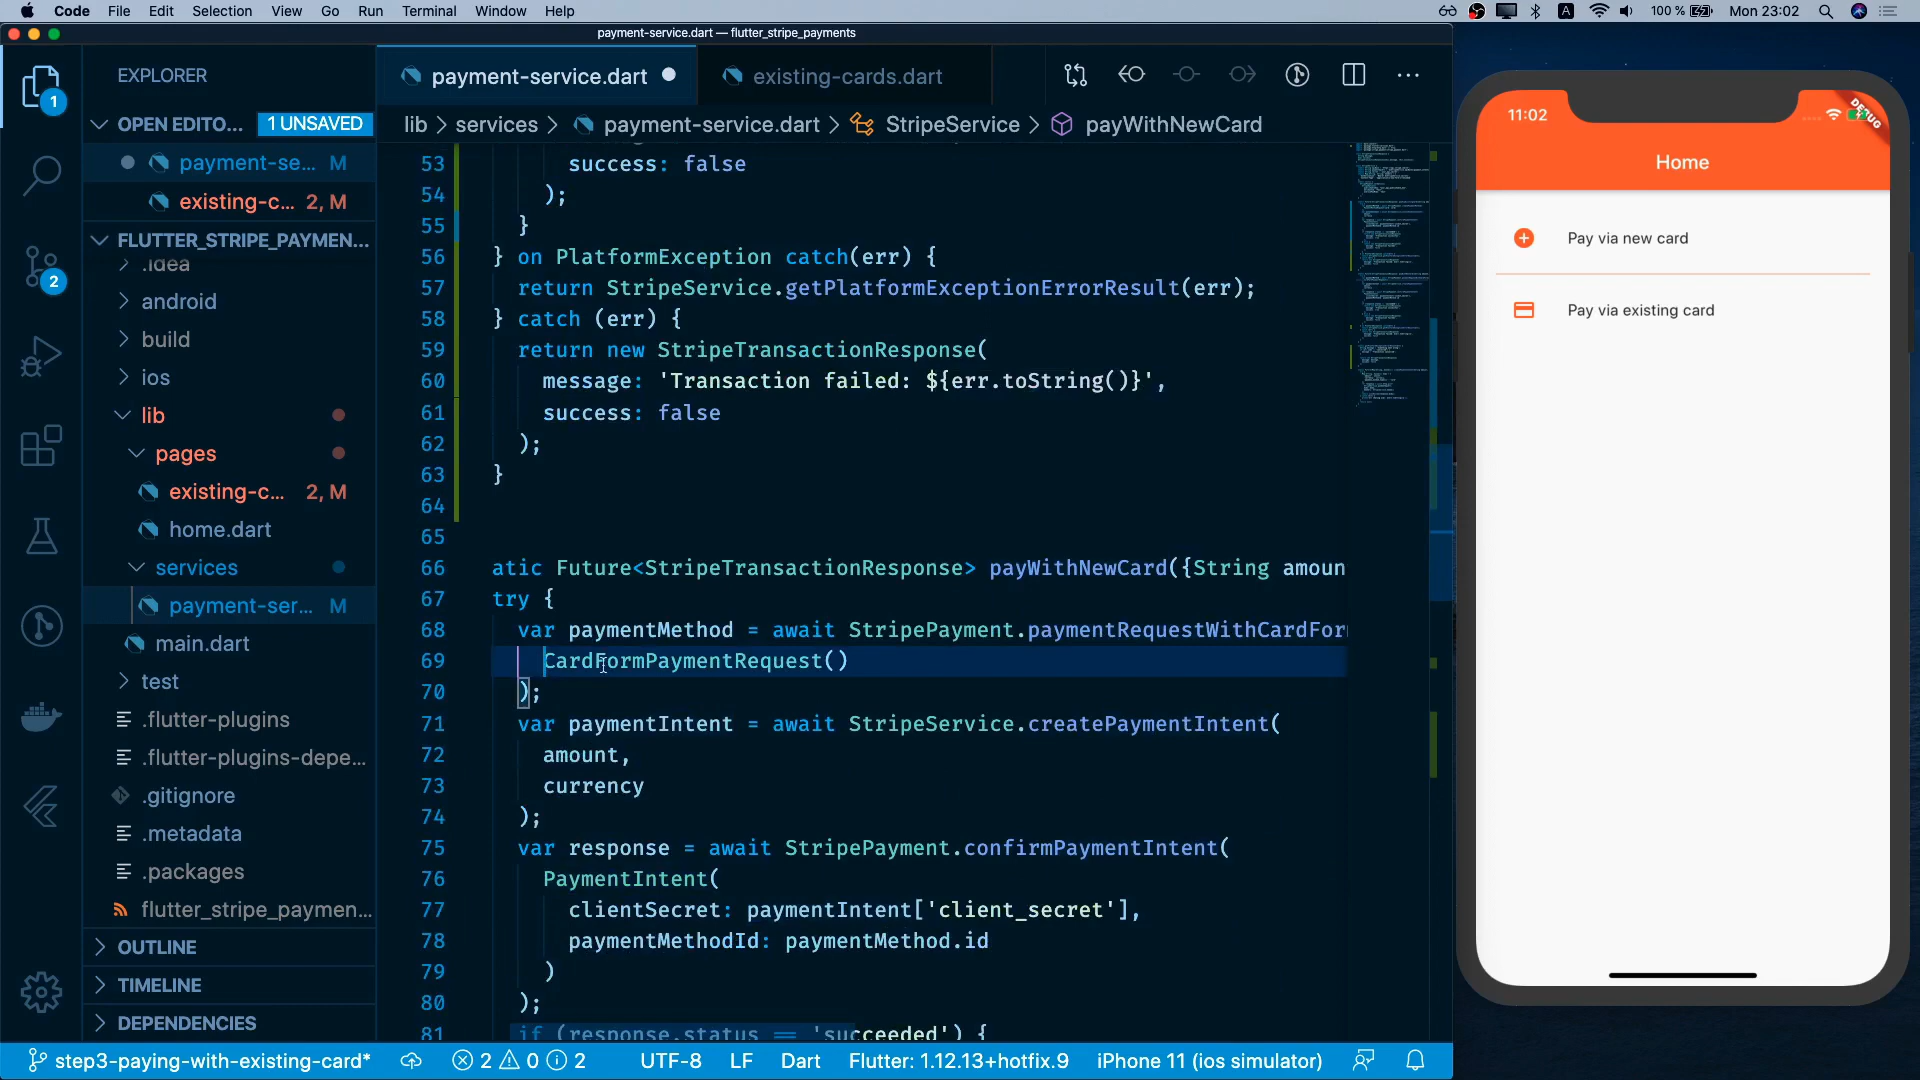 Code File Edit Selection View Go Run Terminal Window Help
A 100 % Mon 23:02
payment-service.dart — flutter_stripe_payments
EXPLORER
OPEN EDITO... 1 UNSAVED
payment-se... M
existing-c... 2, M
FLUTTER_STRIPE_PAYMEN...
.idea
android
build
ios
lib
pages
existing-c... 2, M
home.dart
services
payment-ser... M
main.dart
test
.flutter-plugins
.flutter-plugins-depe...
.gitignore
.metadata
.packages
flutter_stripe_paymen...
OUTLINE
TIMELINE
DEPENDENCIES
1
2
payment-service.dart existing-cards.dart
lib > services > payment-service.dart > StripeService > payWithNewCard
53 success: false
54 );
55 }
56 } on PlatformException catch(err) {
57 return StripeService.getPlatformExceptionErrorResult(err);
58 } catch (err) {
59 return new StripeTransactionResponse(
60 message: 'Transaction failed: ${err.toString()}',
61 success: false
62 );
63 }
64
65
66 atic Future<StripeTransactionResponse> payWithNewCard({String amoun
67 try {
68 var paymentMethod = await StripePayment.paymentRequestWithCardFor
69 CardFormPaymentRequest()
70 );
71 var paymentIntent = await StripeService.createPaymentIntent(
72 amount,
73 currency
74 );
75 var response = await StripePayment.confirmPaymentIntent(
76 PaymentIntent(
77 clientSecret: paymentIntent['client_secret'],
78 paymentMethodId: paymentMethod.id
79 )
80 );
81 if (response.status == 'succeeded') {
step3-paying-with-existing-card* 2 0 2 UTF-8 LF Dart Flutter: 1.12.13+hotfix.9 iPhone 11 (ios simulator)
11:02
DEBUG
Home
Pay via new card
Pay via existing card